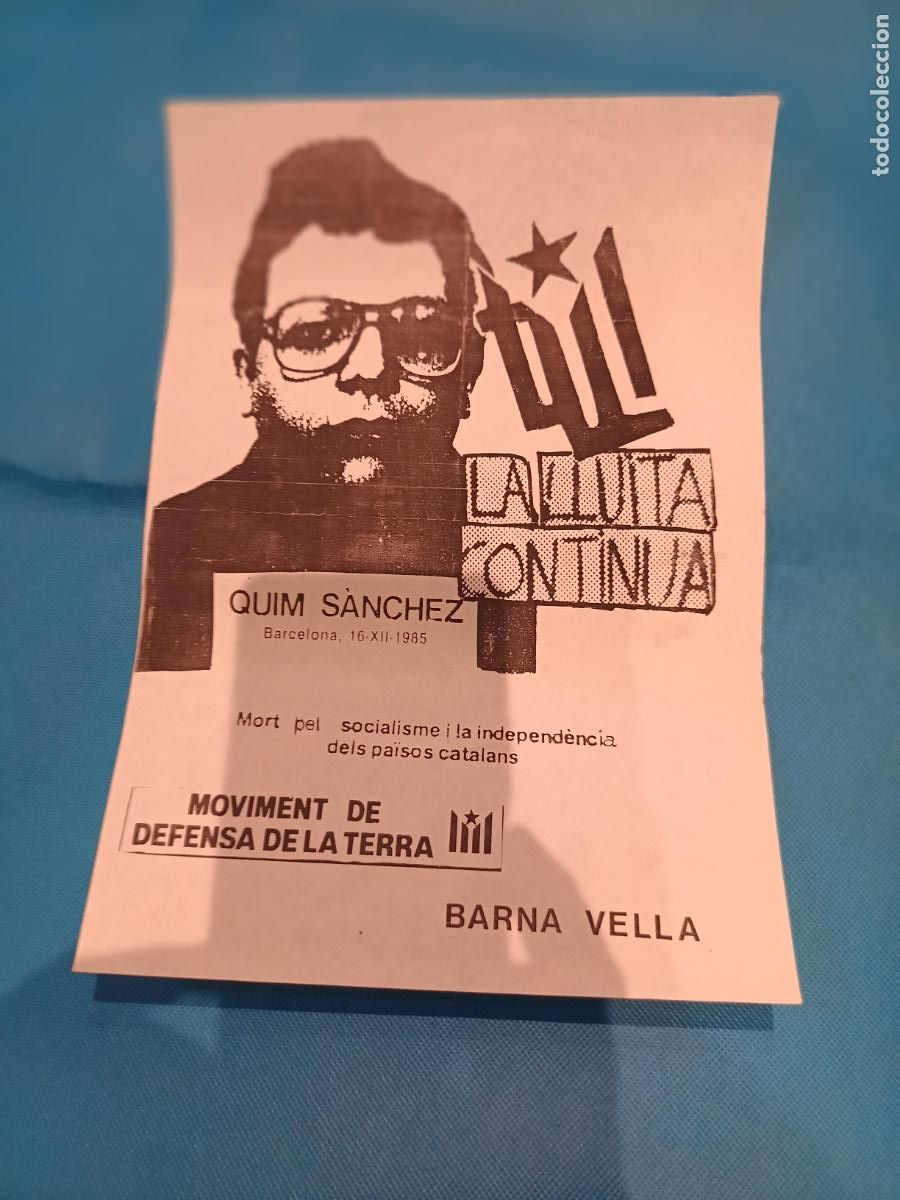 LA LLUITA
CONTINUA
QUIM SÀNCHEZ
Barcelona, 16-XII-1985
Mort pel socialisme i la independència
dels països catalans
MOVIMENT DE
DEFENSA DE LA TERRA
BARNA VELLA
todocoleccion